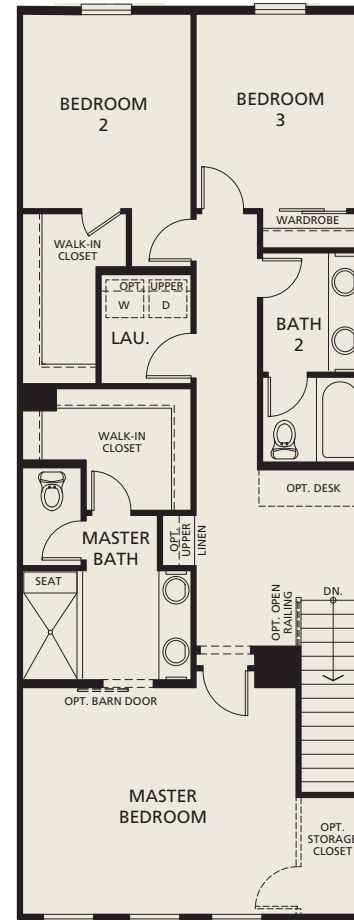 BEDROOM
2
BEDROOM
3
WARDROBE
WALK-IN
CLOSET
OPT. UPPER
W D
LAU.
BATH
2
WALK-IN
CLOSET
OPT. DESK
MASTER
BATH
OPT.
UPPER
LINEN
SEAT
OPT. OPEN
RAILING
DN.
OPT. BARN DOOR
MASTER
BEDROOM
OPT.
STORAGE
CLOSET